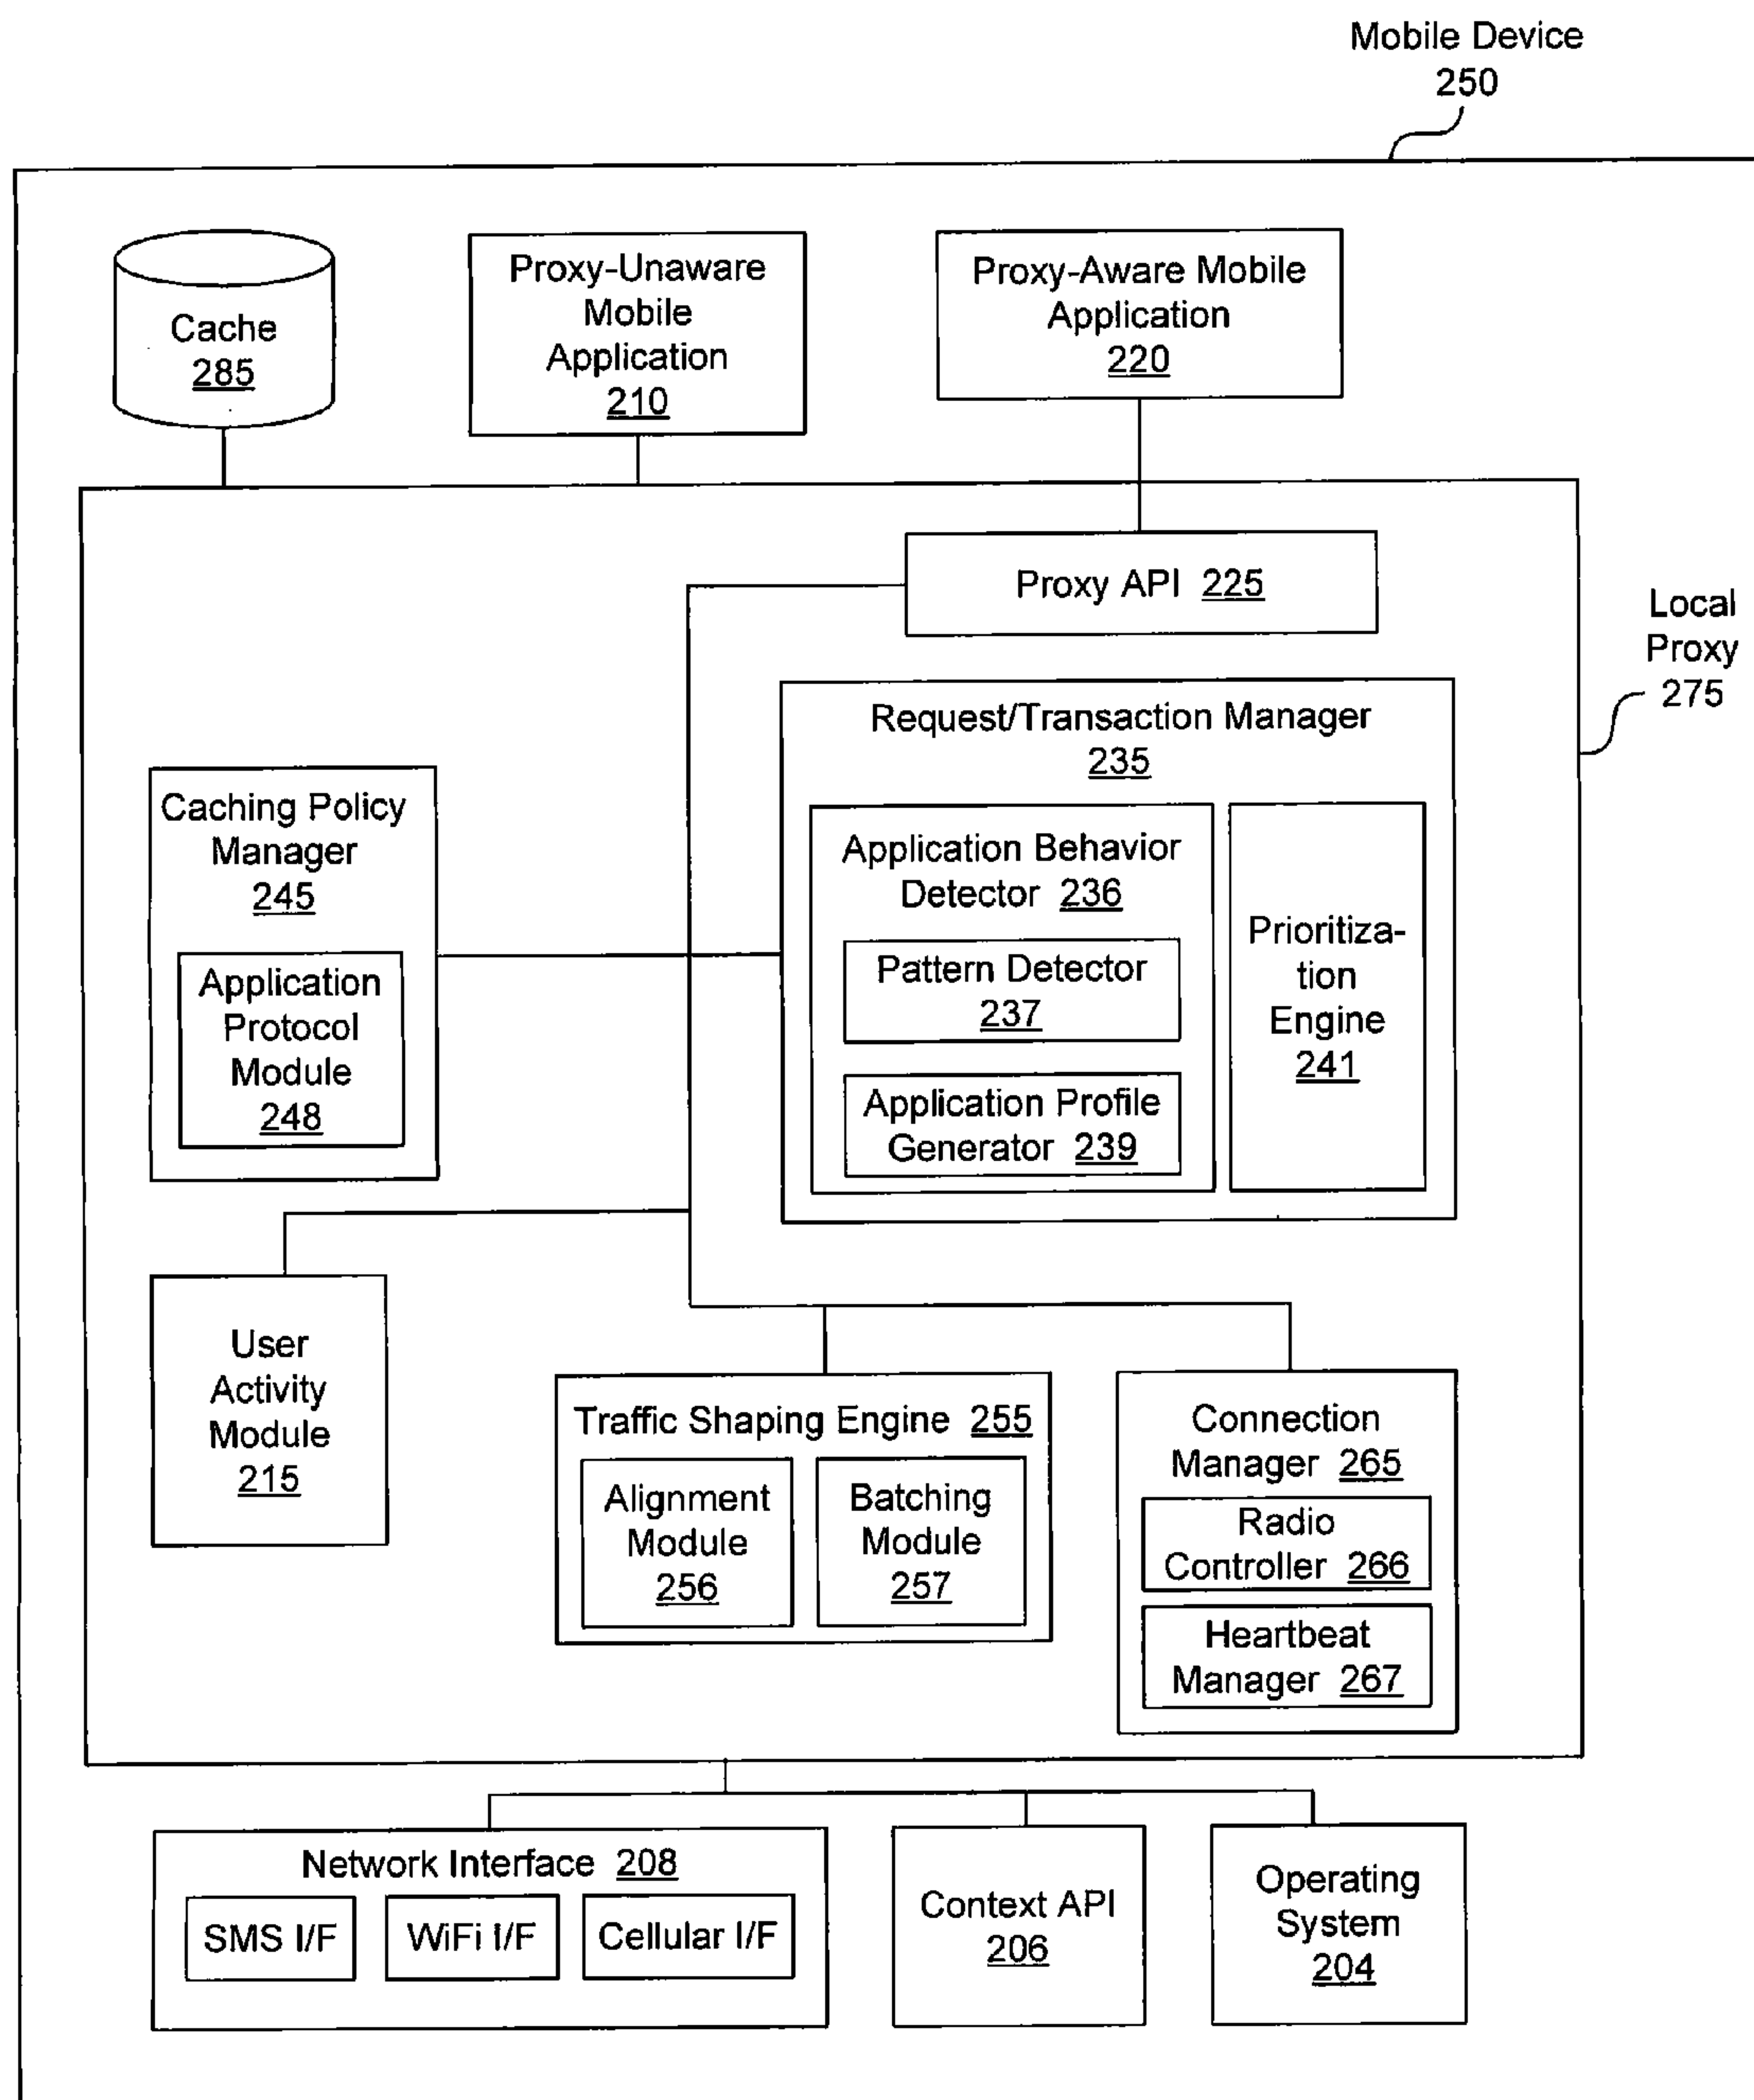 Mobile Device
250
Cache
285
Proxy-Unaware
Mobile
Application
210
Proxy-Aware Mobile
Application
220
Proxy API 225
Local
Proxy
275
Request/Transaction Manager
235
Caching Policy
Manager
245
Application
Protocol
Module
248
Application Behavior
Detector 236
Pattern Detector
237
Application Profile
Generator 239
Prioritiza-
tion
Engine
241
User
Activity
Module
215
Traffic Shaping Engine 255
Alignment
Module
256
Batching
Module
257
Connection
Manager 265
Radio
Controller 266
Heartbeat
Manager 267
Network Interface 208
SMS I/F
WiFi I/F
Cellular I/F
Context API
206
Operating
System
204